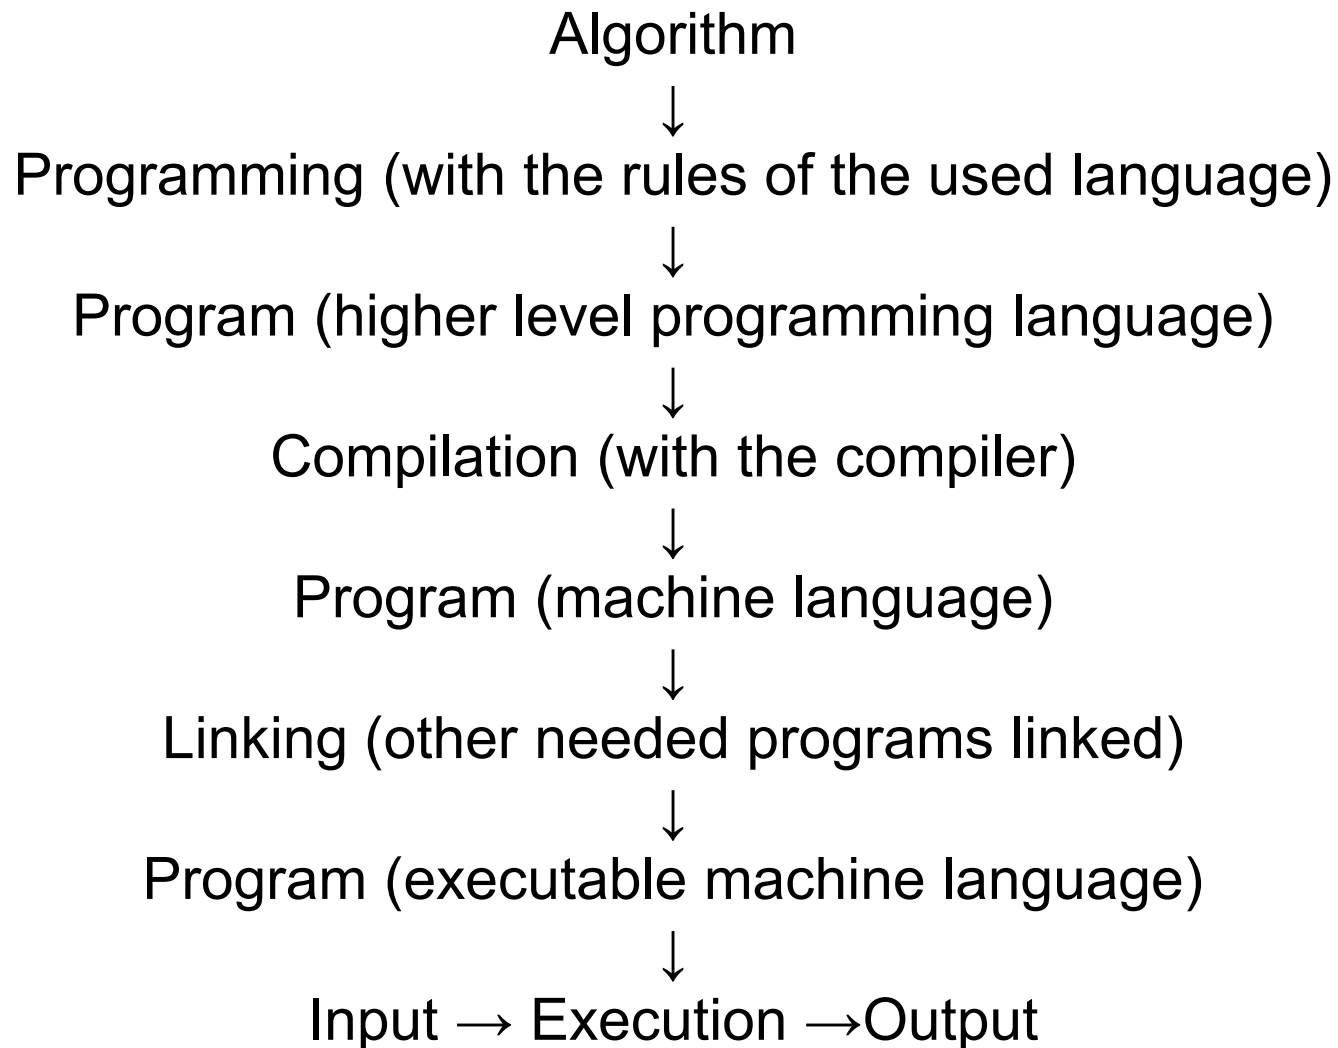 Algorithm
↓
Programming (with the rules of the used language)
↓
Program (higher level programming language)
↓
Compilation (with the compiler)
↓
Program (machine language)
↓
Linking (other needed programs linked)
↓
Program (executable machine language)
↓
Input → Execution →Output